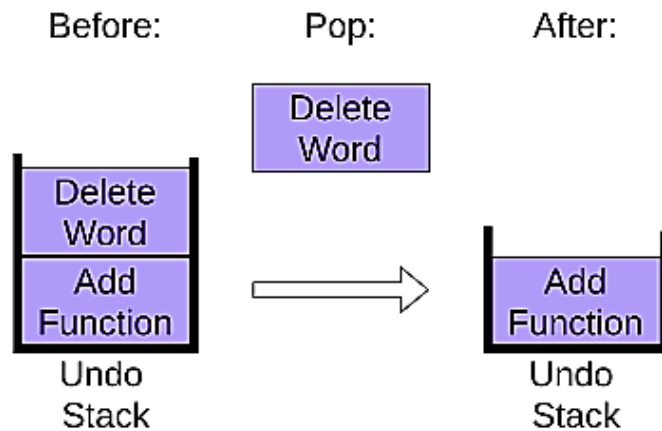 Before:
Pop:
After:
Delete
Word
Delete
Word
Add
Function
Add
Function
Undo
Stack
Undo
Stack